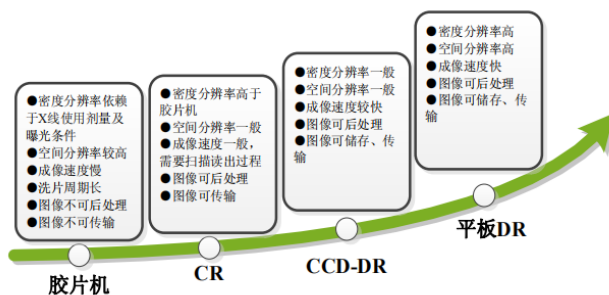 ●密度分辨率依赖
于X线使用剂量及
曝光条件
●空间分辨率较高
●成像速度慢
●洗片周期长
●图像不可后处理
●图像不可传输
胶片机
●密度分辨率高于
胶片机
●空间分辨率一般
●成像速度一般，
需要扫描读出过程
●图像可后处理
●图像可传输
CR
●密度分辨率一般
●空间分辨率一般
●成像速度较快
●图像可后处理
●图像可储存、传
输
CCD-DR
●密度分辨率高
●空间分辨率高
●成像速度快
●图像可后处理
●图像可储存、传
输
平板DR